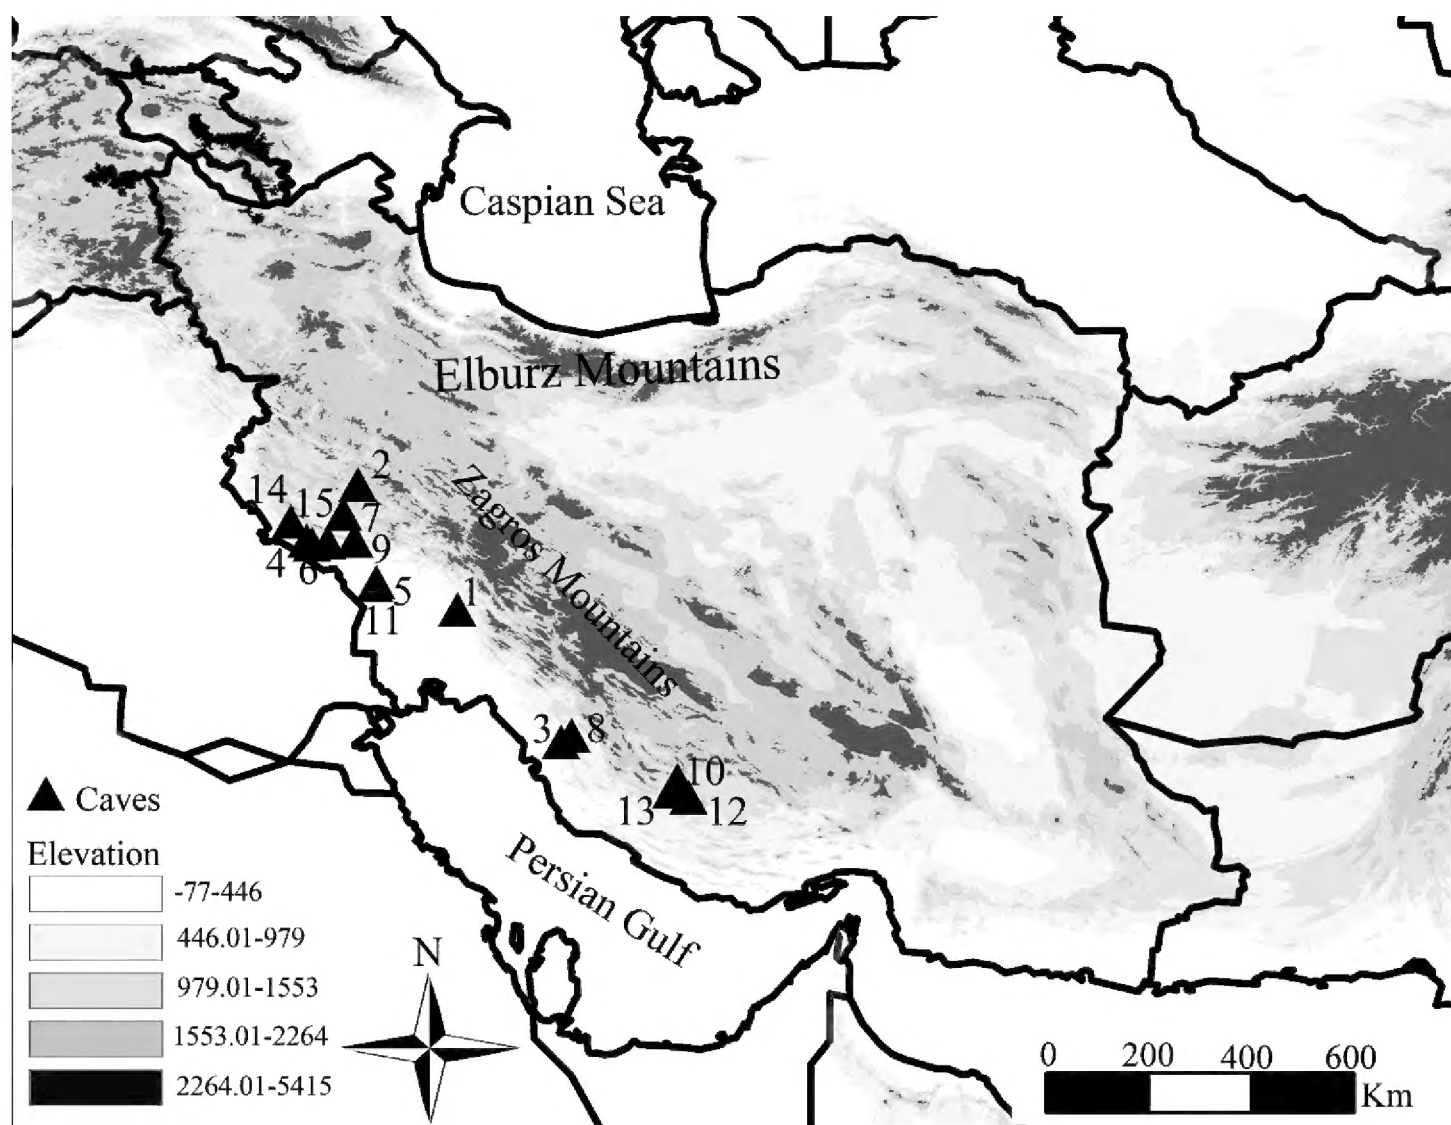 Caspian Sea
Elburz Mountains
Zagros Mountains
2
14
15
7
9
4
6
5
11
1
3
8
10
13
12
Persian Gulf
Caves
Elevation
-77-446
446.01-979
979.01-1553
1553.01-2264
2264.01-5415
N
0 200 400 600
Km